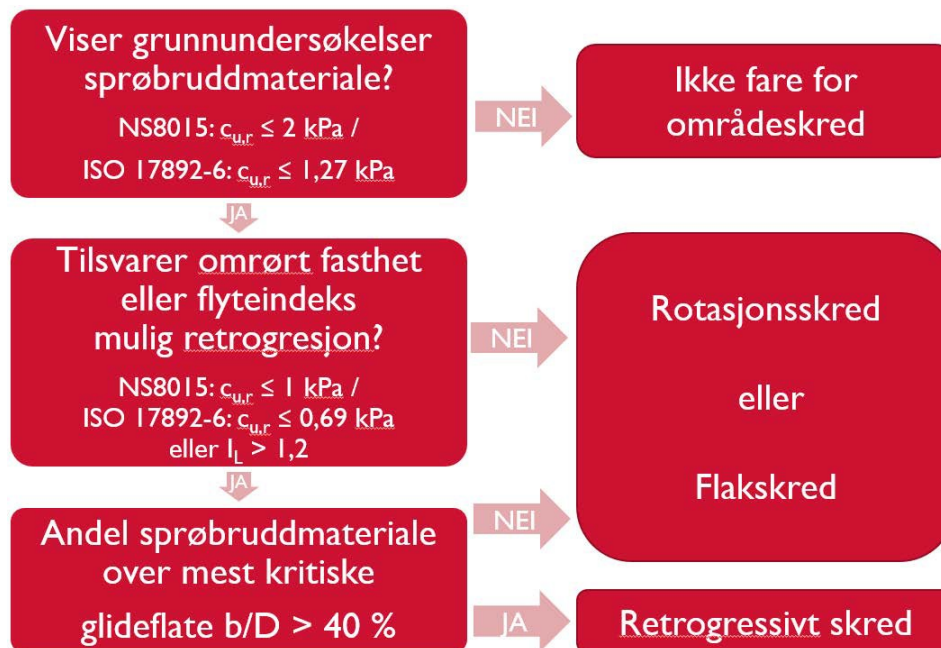 Viser grunnundersøkelser
sprøbruddmateriale?
NS8015: cu,r ≤ 2 kPa /
ISO 17892-6: cu,r ≤ 1,27 kPa
NEI
Ikke fare for
områdeskred
JA
Tilsvarer omrørt fasthet
eller flyteindeks
mulig retrogresjon?
NS8015: cu,r ≤ 1 kPa /
ISO 17892-6: cu,r ≤ 0,69 kPa
eller IL > 1,2
NEI
Rotasjonsskred
eller
Flakskred
JA
Andel sprøbruddmateriale
over mest kritiske
glideflate b/D > 40 %
NEI
JA
Retrogressivt skred